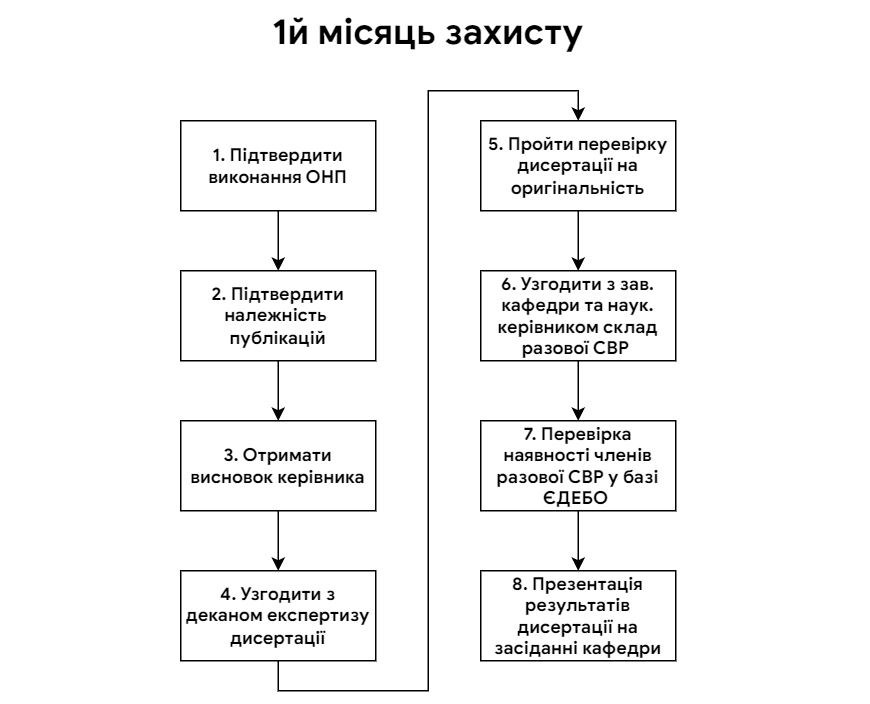 1й місяць захисту
1. Підтвердити
виконання ОНП
2. Підтвердити
належність
публікацій
3. Отримати
висновок керівника
4. Узгодити з
деканом експертизу
дисертації
5. Пройти перевірку
дисертації на
оригінальність
6. Узгодити з зав.
кафедри та наук.
керівником склад
разової СВР
7. Перевірка
наявності членів
разової СВР у базі
ЄДЕБО
8. Презентація
результатів
дисертації на
засіданні кафедри